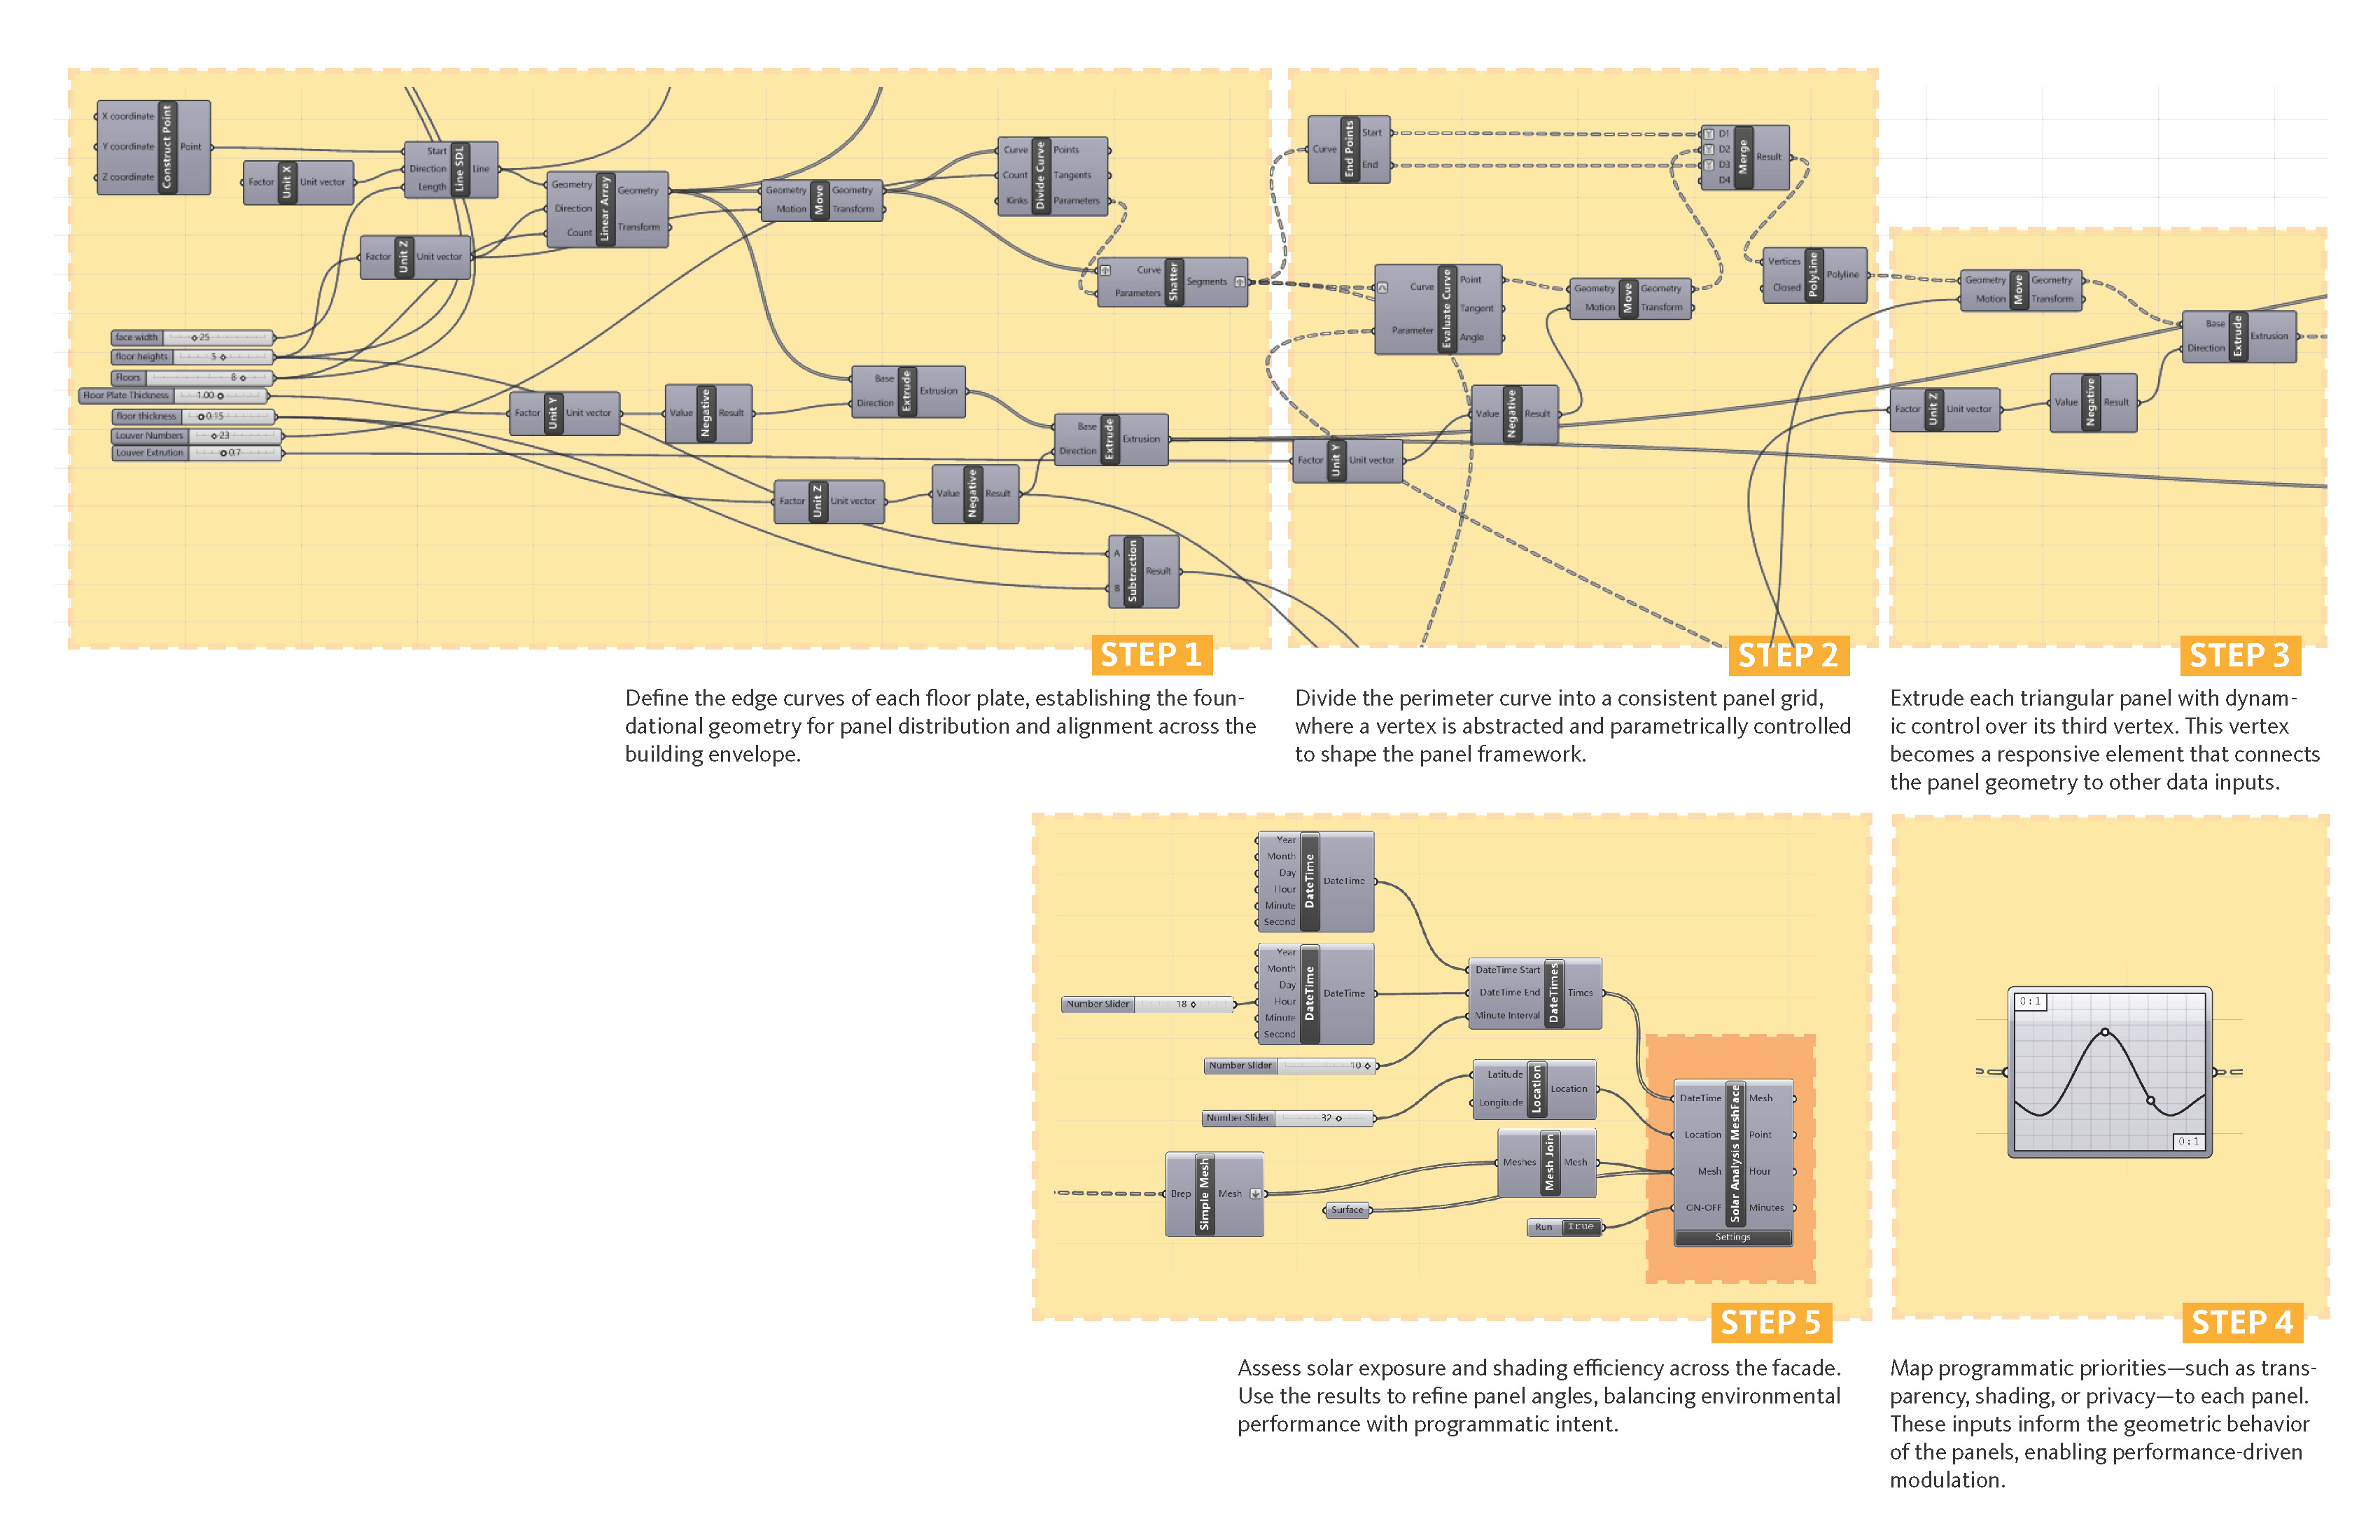 X coordinate
Y coordinate
Z coordinate
Construct Point
Point
Factor
Unit X
Unit vector
Start
Direction
Length
Line SDL
Line
Factor
Unit Z
Unit vector
Geometry
Direction
Count
Linear Array
Geometry
Transform
Geometry
Motion
Move
Geometry
Transform
Curve
Count
Kinks
Divide Curve
Points
Tangents
Parameters
Curve
Parameters
Shatter
Segments
face width 25
floor heights 5
Floors 8
Floor Plate Thickness 1.00
floor thickness 0.15
Louver Numbers 23
Louver Extrution 0.7
Factor
Unit Y
Unit vector
Value
Negative
Result
Base
Direction
Extrude
Extrusion
Base
Direction
Extrude
Extrusion
Factor
Unit Z
Unit vector
Value
Negative
Result
A
B
Subtraction
Result
STEP 1
Define the edge curves of each floor plate, establishing the foun-
dational geometry for panel distribution and alignment across the
building envelope.
Curve
End Points
Start
End
D1
D2
D3
D4
Merge
Result
Curve
Parameter
Evaluate Curve
Point
Tangent
Angle
Geometry
Motion
Move
Geometry
Transform
Vertices
Closed
PolyLine
Polyline
Value
Negative
Result
Factor
Unit Y
Unit vector
STEP 2
Divide the perimeter curve into a consistent panel grid,
where a vertex is abstracted and parametrically controlled
to shape the panel framework.
Geometry
Motion
Move
Geometry
Transform
Base
Direction
Extrude
Extrusion
Factor
Unit Z
Unit vector
Value
Negative
Result
STEP 3
Extrude each triangular panel with dynam-
ic control over its third vertex. This vertex
becomes a responsive element that connects
the panel geometry to other data inputs.
Year
Month
Day
Hour
Minute
Second
DateTime
DateTime
Year
Month
Day
Hour
Minute
Second
DateTime
DateTime
Number Slider 18
DateTime Start
DateTime End
Minute Interval
DateTimes
Times
Number Slider 10
Latitude
Longitude
Location
Location
Number Slider 32
Brep
Simple Mesh
Mesh
Meshes
Mesh Join
Mesh
Surface
Run True
DateTime
Location
Mesh
ON-OFF
Solar Analysis MeshFace
Mesh
Point
Hour
Minutes
Settings
STEP 5
Assess solar exposure and shading efficiency across the facade.
Use the results to refine panel angles, balancing environmental
performance with programmatic intent.
0 : 1
0 : 1
STEP 4
Map programmatic priorities—such as trans-
parency, shading, or privacy—to each panel.
These inputs inform the geometric behavior
of the panels, enabling performance-driven
modulation.